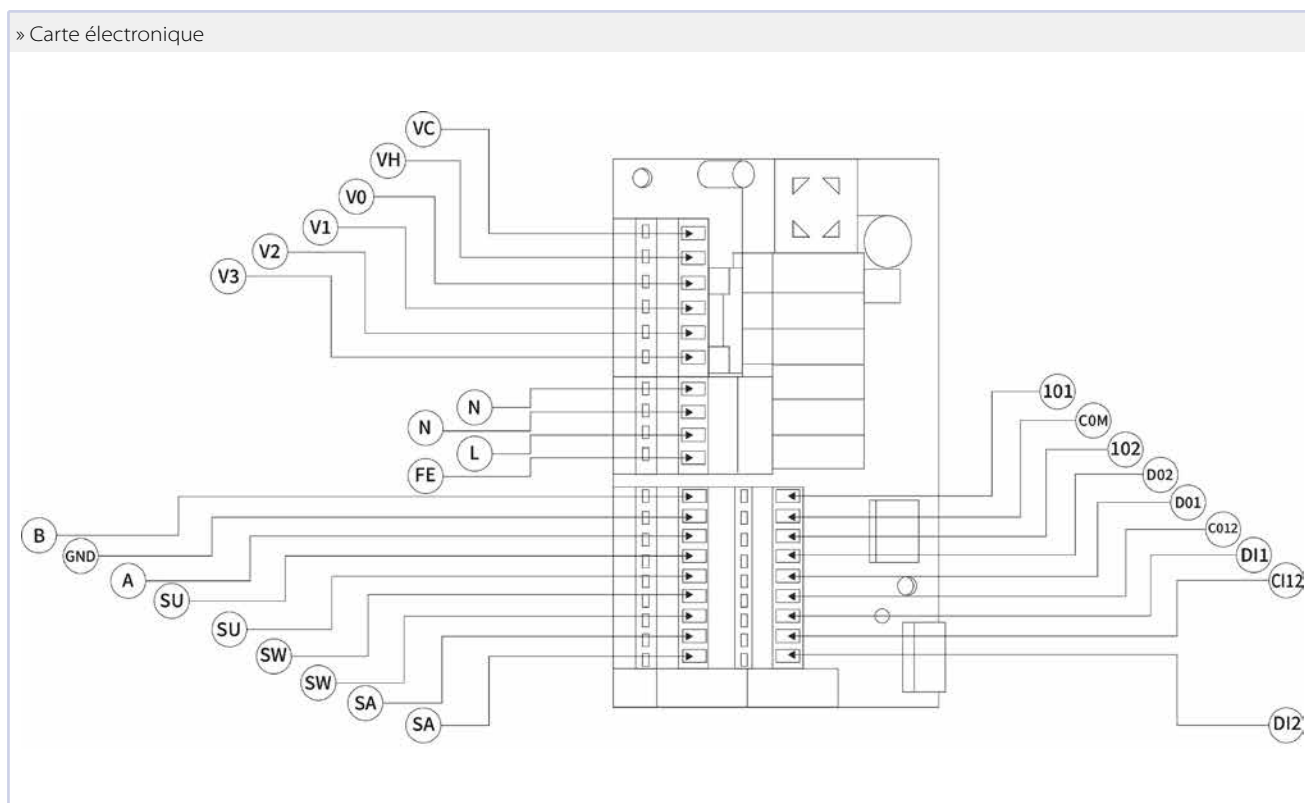 » Carte électronique
VC
VH
V0
V1
V2
V3
N
N
L
FE
B
GND
A
SU
SU
SW
SW
SA
SA
101
C0M
102
D02
D01
C012
DI1
CI12
DI2